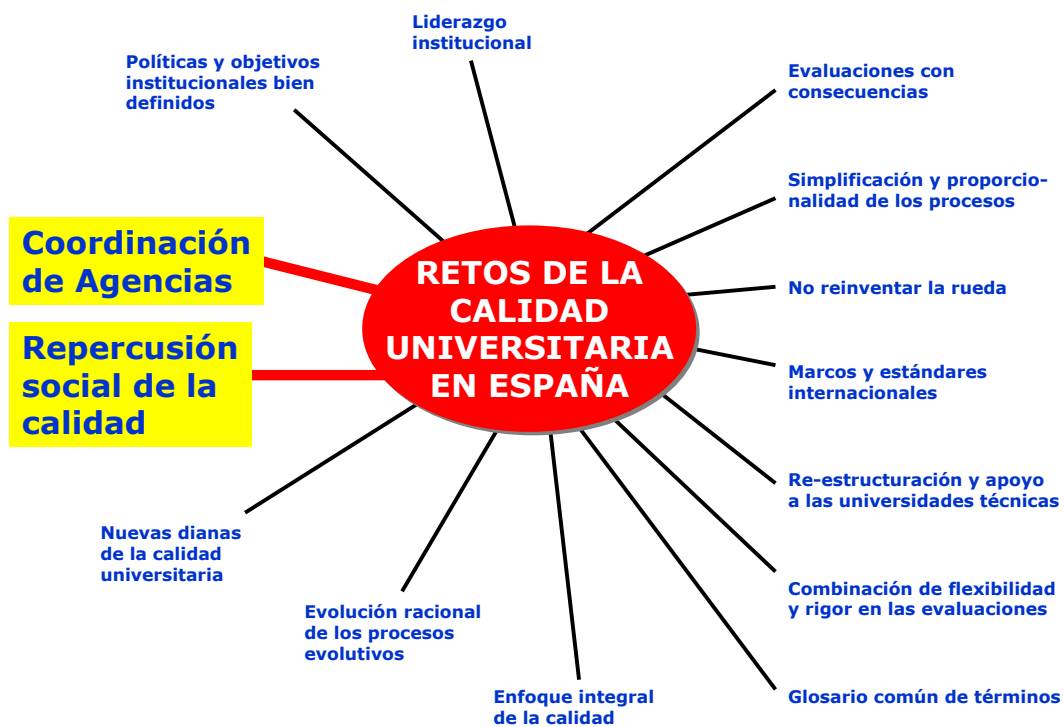 Liderazgo
institucional
Políticas y objetivos
institucionales bien
definidos
Evaluaciones con
consecuencias
Simplificación y proporcio-
nalidad de los procesos
Coordinación
de Agencias
RETOS DE LA
CALIDAD
UNIVERSITARIA
EN ESPAÑA
No reinventar la rueda
Repercusión
social de la
calidad
Marcos y estándares
internacionales
Re-estructuración y apoyo
a las universidades técnicas
Nuevas dianas
de la calidad
universitaria
Combinación de flexibilidad
y rigor en las evaluaciones
Evolución racional
de los procesos
evolutivos
Enfoque integral
de la calidad
Glosario común de términos